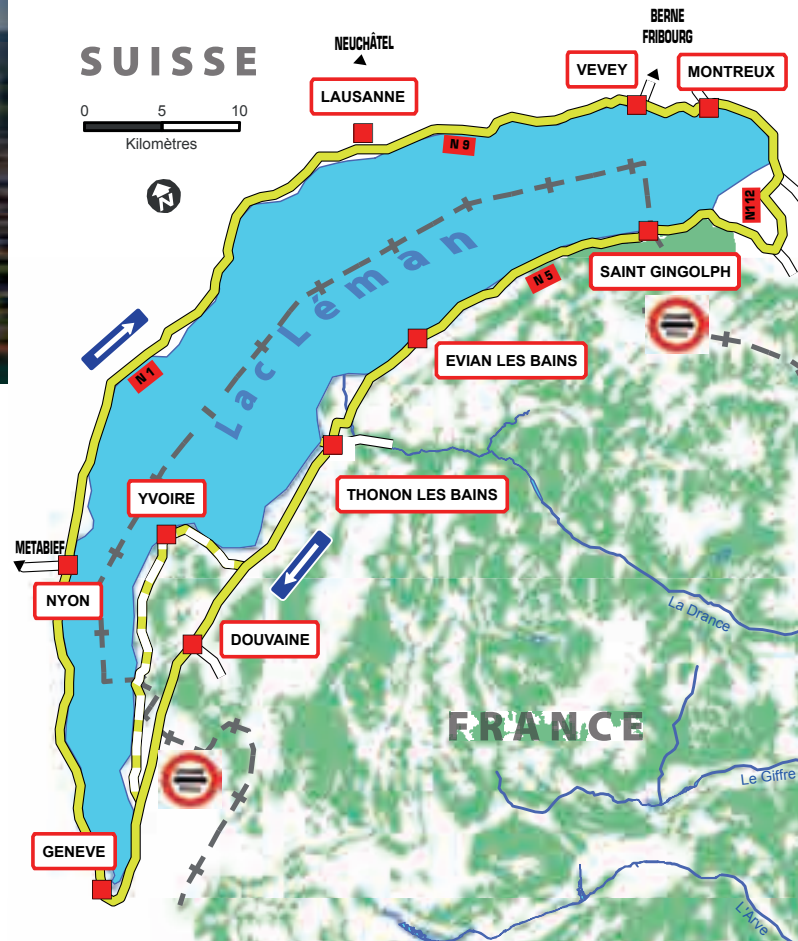 BERNE
FRIBOURG
NEUCHÂTEL
SUISSE
VEVEY
MONTREUX
LAUSANNE
0 5 10
Kilomètres
N 9
N
N112
Lac Léman
SAINT GINGOLPH
N 5
EVIAN LES BAINS
N 1
THONON LES BAINS
YVOIRE
METABIEF
NYON
DOUVAINE
La Drance
FRANCE
Le Giffre
GENEVE
L'Arve